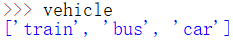 >>> vehicle
['train', 'bus', 'car']